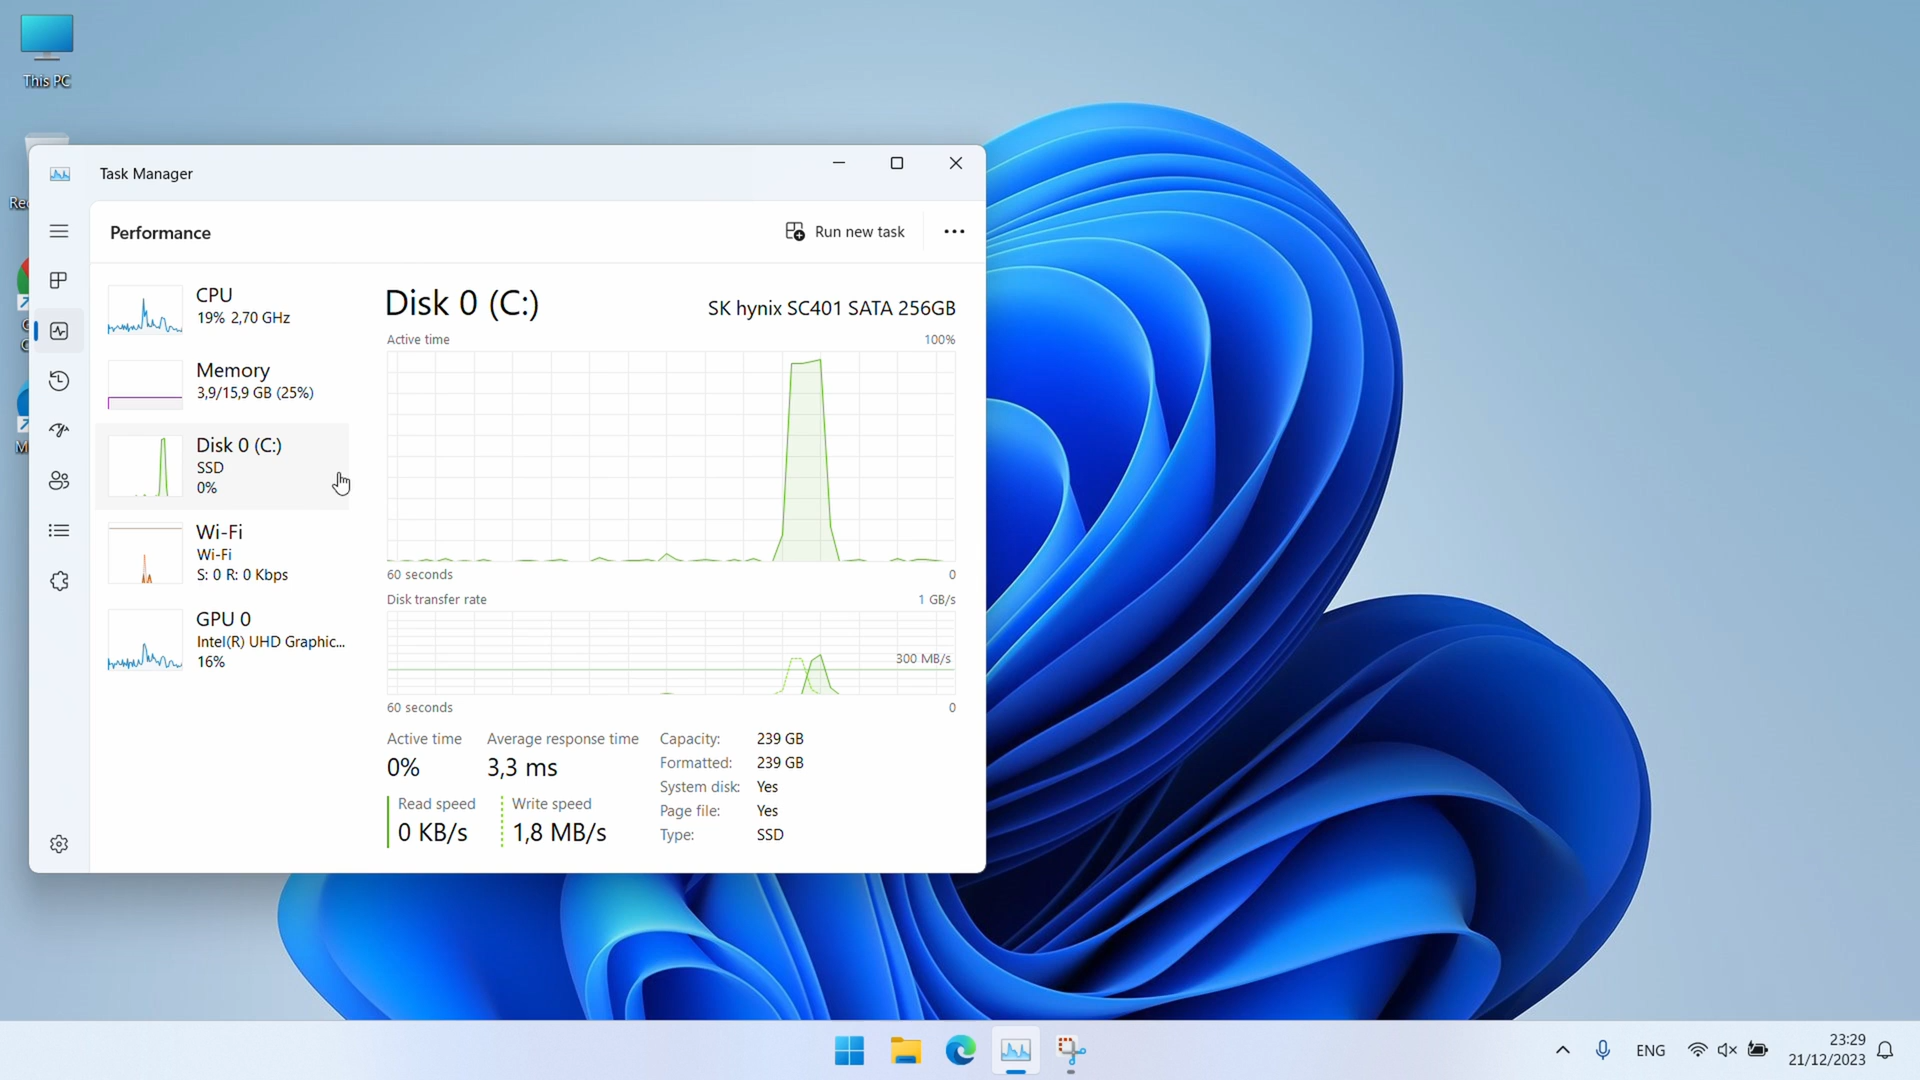 This PC
Rec
Task Manager
Performance
Run new task
CPU
19% 2,70 GHz
Memory
3,9/15,9 GB (25%)
Disk 0 (C:)
SSD
0%
Wi-Fi
Wi-Fi
S: 0 R: 0 Kbps
GPU 0
Intel(R) UHD Graphic...
16%
Disk 0 (C:)
SK hynix SC401 SATA 256GB
Active time
100%
60 seconds
0
Disk transfer rate
1 GB/s
300 MB/s
60 seconds
0
Active time
0%
Average response time
3,3 ms
Read speed
0 KB/s
Write speed
1,8 MB/s
Capacity: 239 GB
Formatted: 239 GB
System disk: Yes
Page file: Yes
Type: SSD
ENG
23:29
21/12/2023